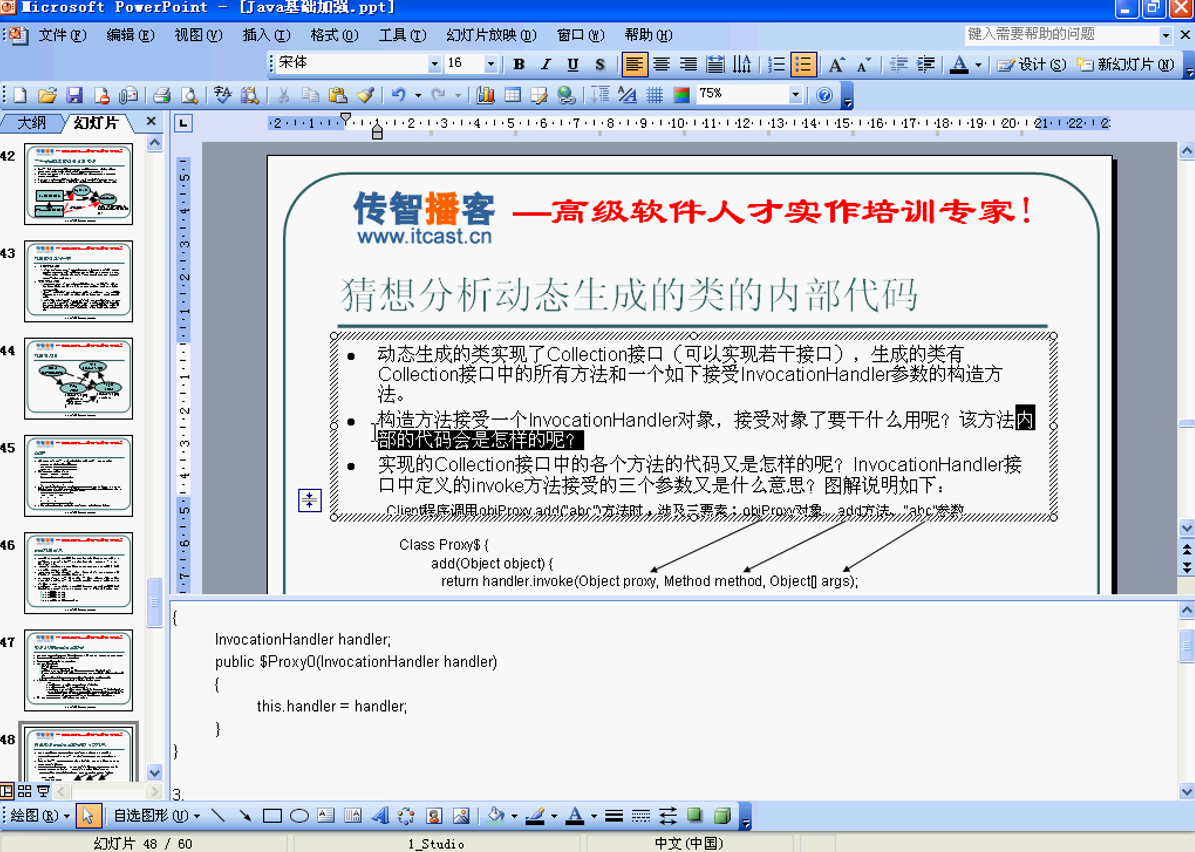 Microsoft PowerPoint - [Java基础加强.ppt]
文件(F) 编辑(E) 视图(V) 插入(I) 格式(O) 工具(T) 幻灯片放映(D) 窗口(W) 帮助(H) 键入需要帮助的问题
宋体 16 B I U S A A A 设计(S) 新幻灯片(N)
75%
大纲 幻灯片
42
43
44
45
46
47
48
传智播客 —高级软件人才实作培训专家!
www.itcast.cn
猜想分析动态生成的类的内部代码
● 动态生成的类实现了Collection接口（可以实现若干接口），生成的类有
Collection接口中的所有方法和一个如下接受InvocationHandler参数的构造方
法。
● 构造方法接受一个InvocationHandler对象，接受对象了要干什么用呢？该方法内
部的代码会是怎样的呢？
● 实现的Collection接口中的各个方法的代码又是怎样的呢？InvocationHandler接
口中定义的invoke方法接受的三个参数又是什么意思？图解说明如下：
Client程序调用objProxy.add("abc")方法时，涉及三要素：objProxy对象、add方法、"abc"参数
Class Proxy$ {
add(Object object) {
return handler.invoke(Object proxy, Method method, Object[] args);
{
InvocationHandler handler;
public $Proxy0(InvocationHandler handler)
{
this.handler = handler;
}
}
3.
绘图(R) 自选图形(U)
幻灯片 48 / 60 1_Studio 中文(中国)